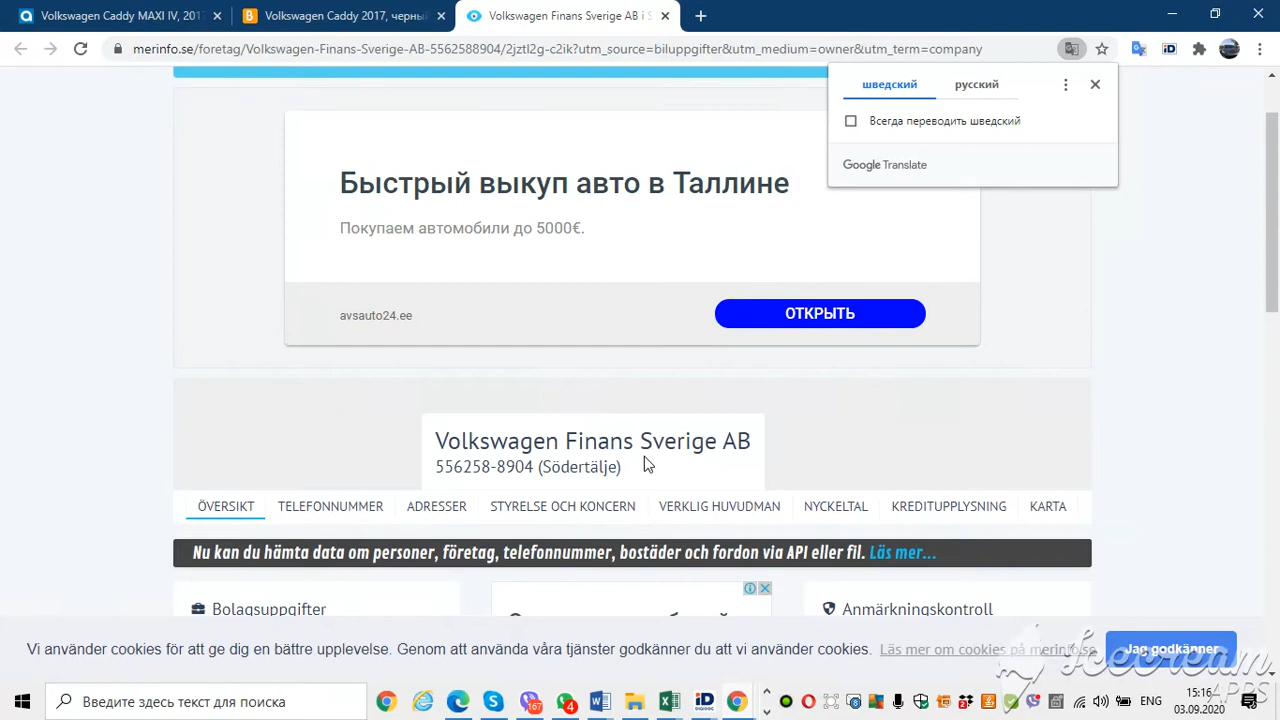 Volkswagen Caddy MAXI IV, 201
Volkswagen Caddy 2017, черный
Volkswagen Finans Sverige AB i S
merinfo.se/foretag/Volkswagen-Finans-Sverige-AB-5562588904/2jztl2g-c2ik?utm_source=biluppgifter&utm_medium=owner&utm_term=company
шведский
русский
Всегда переводить шведский
Google Translate
Быстрый выкуп авто в Таллине
Покупаем автомобили до 5000€.
avsauto24.ee
ОТКРЫТЬ
Volkswagen Finans Sverige AB
556258-8904 (Södertälje)
ÖVERSIKT
TELEFONNUMMER
ADRESSER
STYRELSE OCH KONCERN
VERKLIG HUVUDMAN
NYCKELTAL
KREDITUPPLYSNING
KARTA
Nu kan du hämta data om personer, företag, telefonnummer, bostäder och fordon via API eller fil. Läs mer...
Bolagsuppgifter
Anmärkningskontroll
Vi använder cookies för att ge dig en bättre upplevelse. Genom att använda våra tjänster godkänner du att vi använder cookies. Läs mer om cookies på merinfo.se
Jag godkänner
Icecream
APPS
Введите здесь текст для поиска
167
4
iD
ENG
15:16
03.09.2020